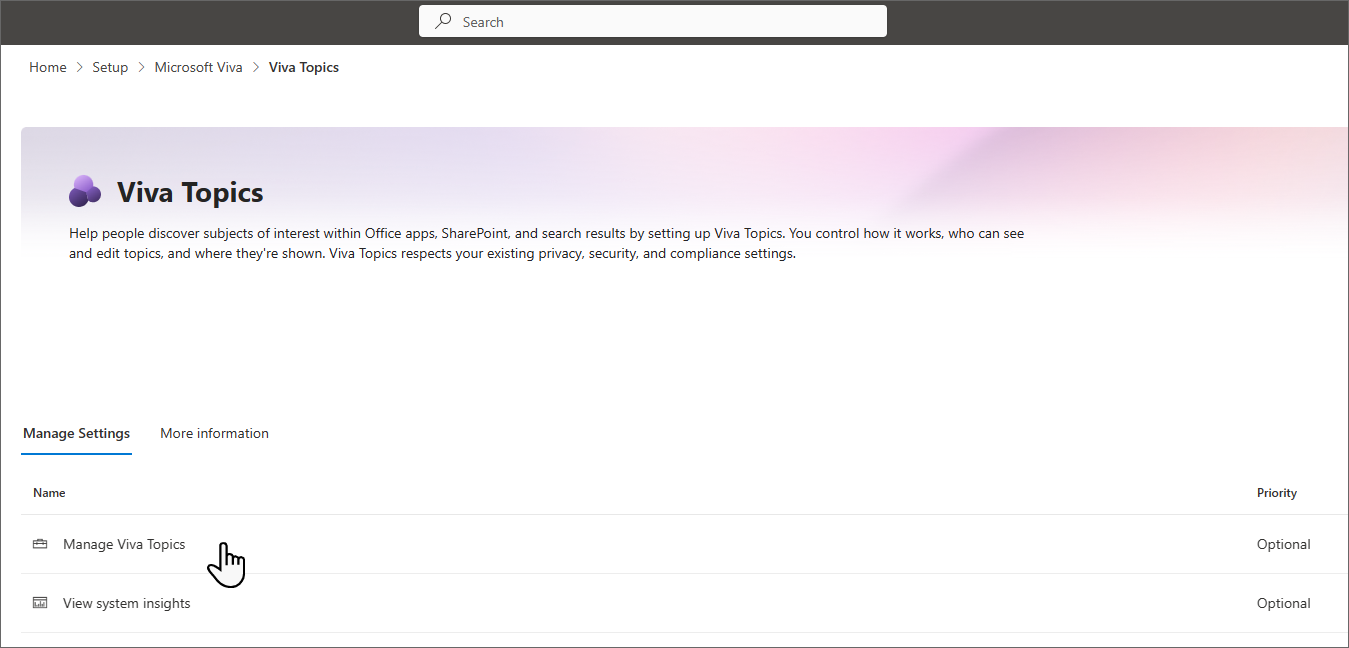 Search
Home > Setup > Microsoft Viva > Viva Topics
Viva Topics
Help people discover subjects of interest within Office apps, SharePoint, and search results by setting up Viva Topics. You control how it works, who can see
and edit topics, and where they're shown. Viva Topics respects your existing privacy, security, and compliance settings.
Manage Settings More information
Name Priority
Manage Viva Topics Optional
View system insights Optional